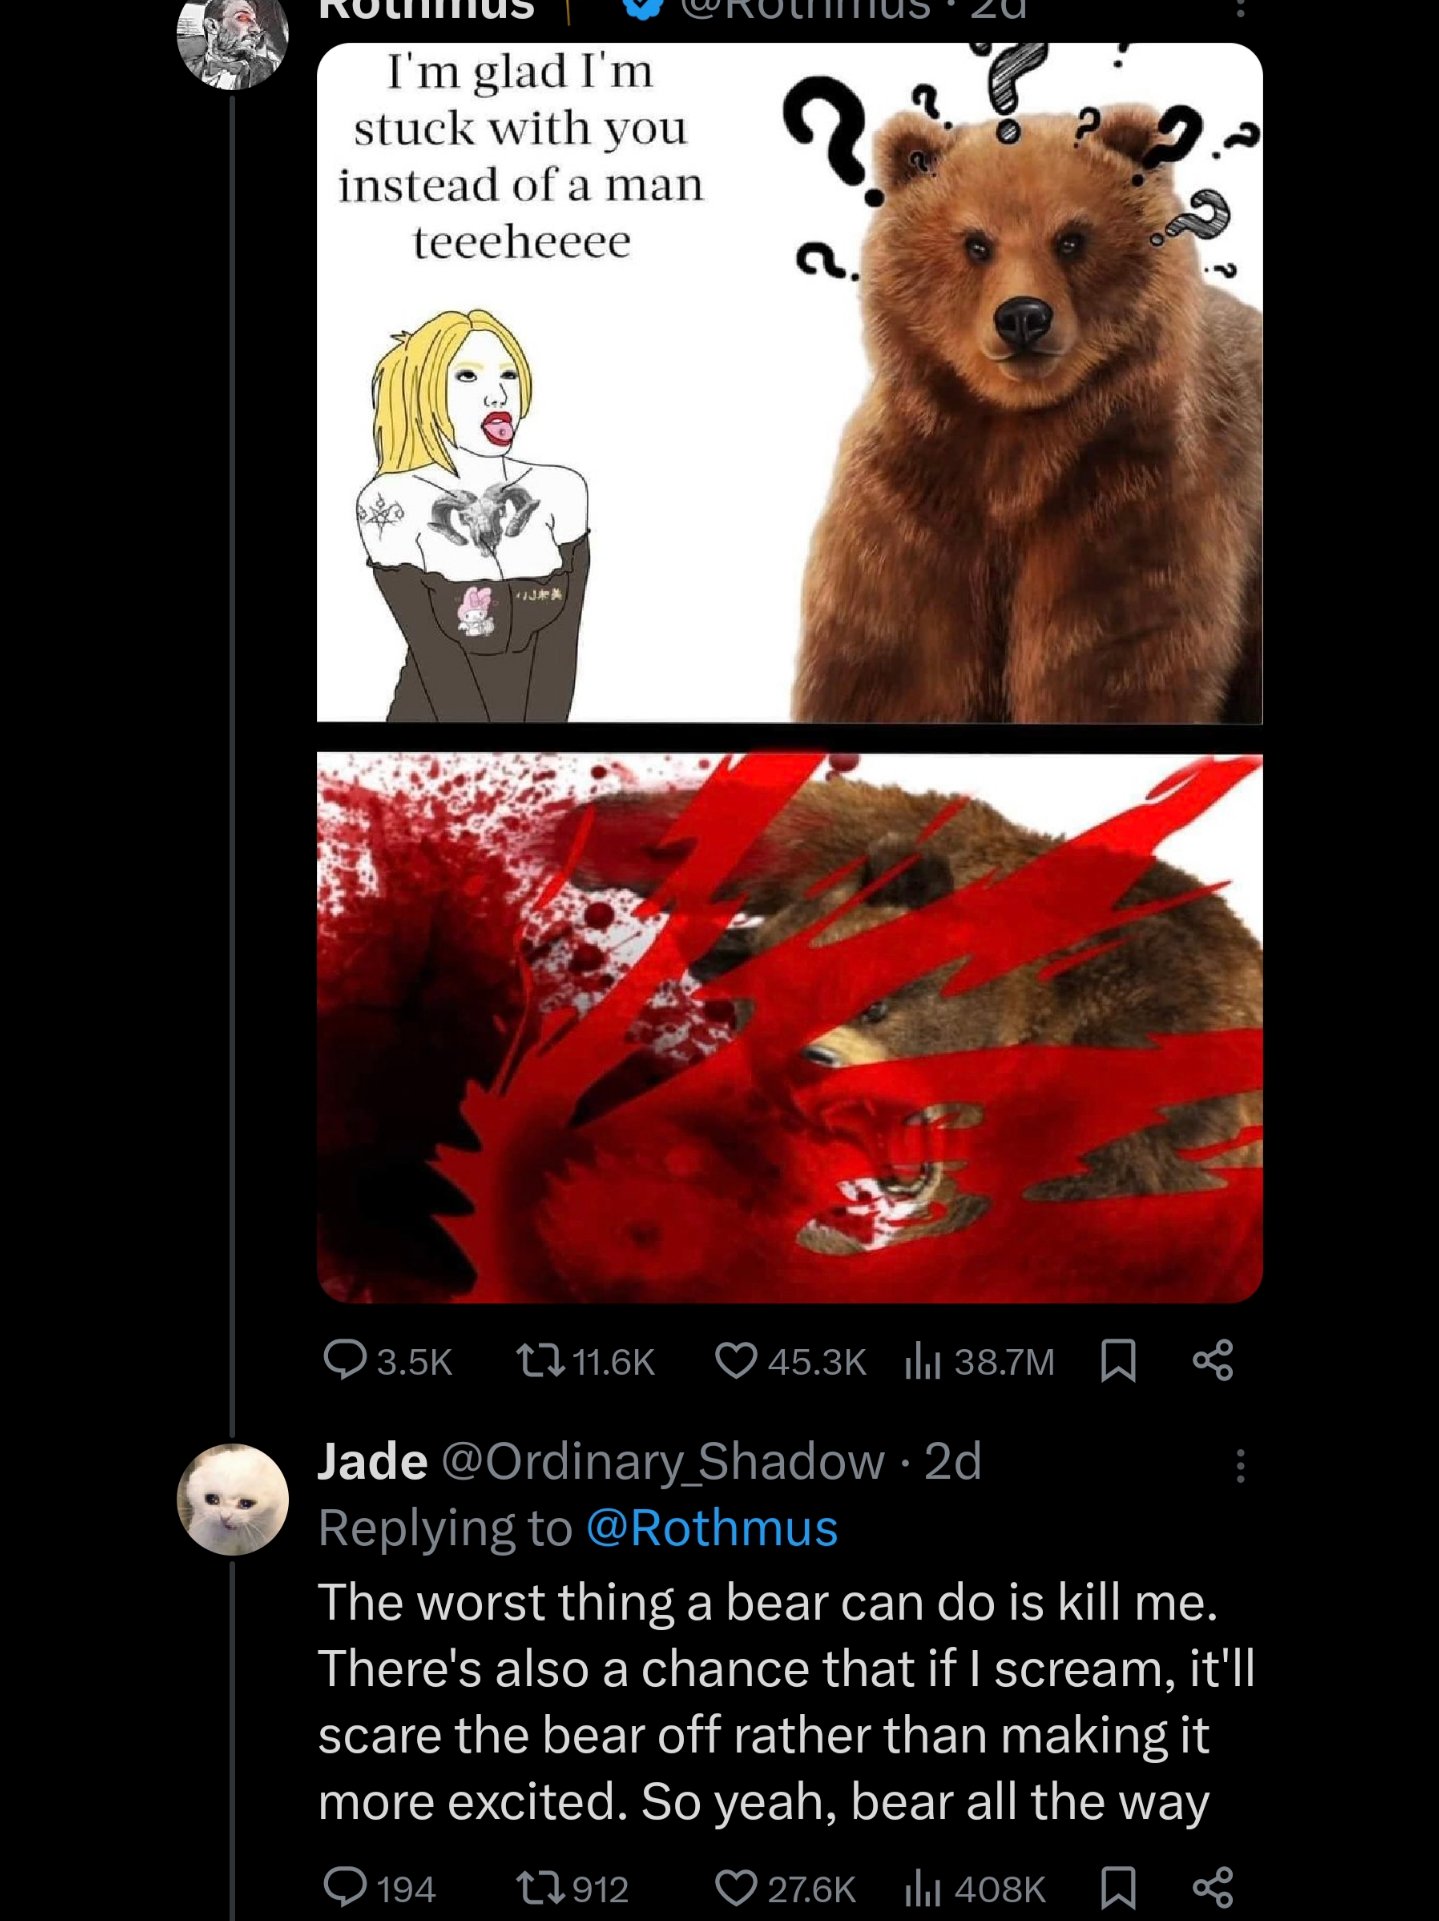 Rothmus @Rothmus · 2d
I'm glad I'm
stuck with you
instead of a man
teeeheeee
3.5K 11.6K 45.3K 38.7M
Jade @Ordinary_Shadow · 2d
Replying to @Rothmus
The worst thing a bear can do is kill me.
There's also a chance that if I scream, it'll
scare the bear off rather than making it
more excited. So yeah, bear all the way
194 912 27.6K 408K